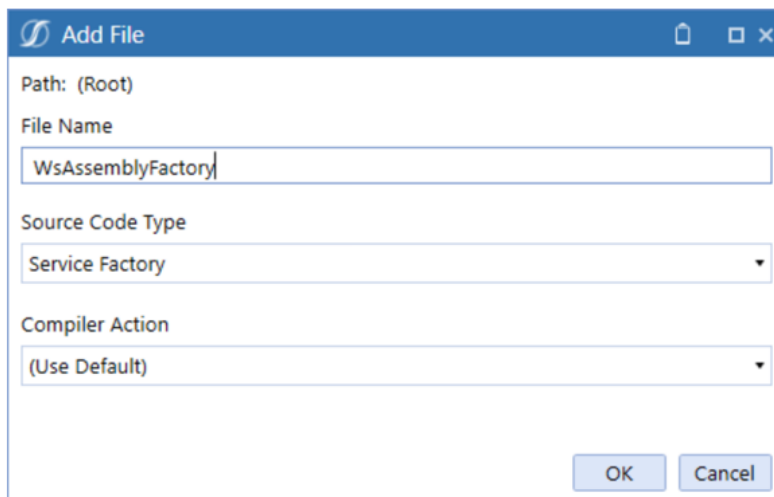 Add File
Path: (Root)
File Name
WsAssemblyFactory
Source Code Type
Service Factory
Compiler Action
(Use Default)
OK Cancel